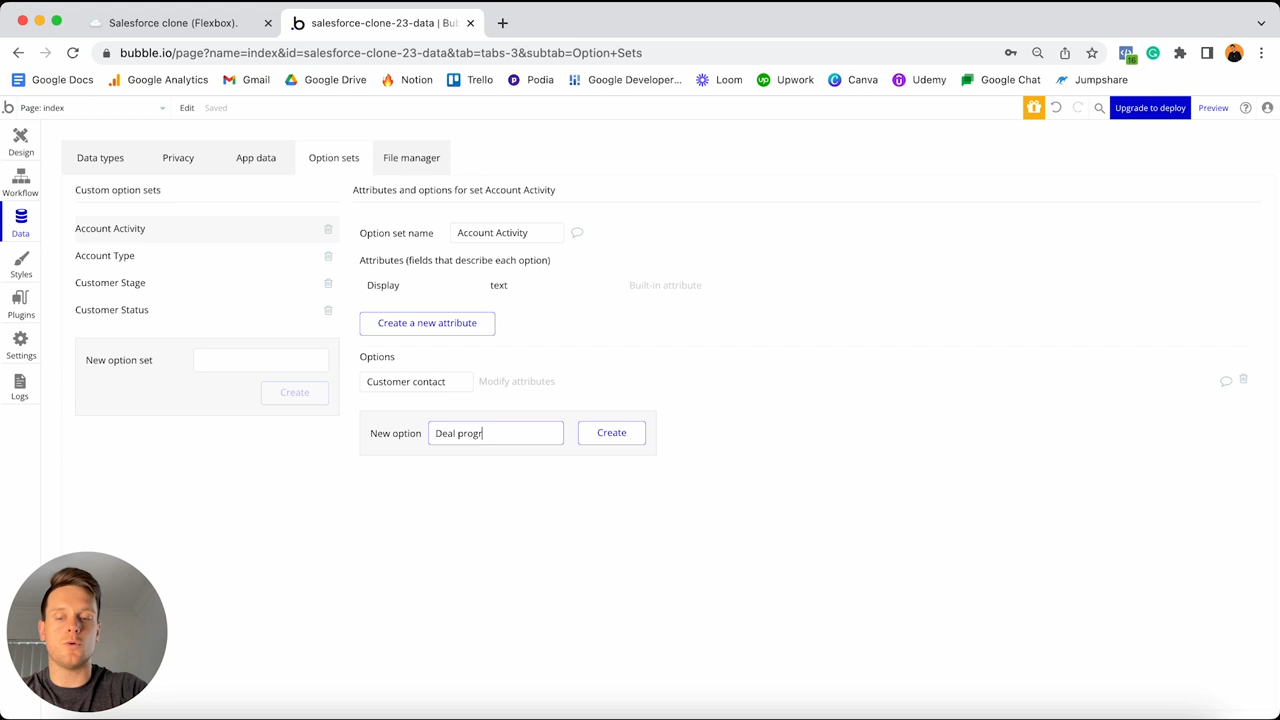 Salesforce clone (Flexbox).
salesforce-clone-23-data | Bu
bubble.io/page?name=index&id=salesforce-clone-23-data&tab=tabs-3&subtab=Option+Sets
16
Google Docs Google Analytics Gmail Google Drive Notion Trello Podia Google Developer... Loom Upwork Canva Udemy Google Chat Jumpshare
Page: index Edit Saved Upgrade to deploy Preview
Design
Workflow
Data
Styles
Plugins
Settings
Logs
Data types Privacy App data Option sets File manager
Custom option sets
Account Activity
Account Type
Customer Stage
Customer Status
New option set
Create
Attributes and options for set Account Activity
Option set name Account Activity
Attributes (fields that describe each option)
Display text Built-in attribute
Create a new attribute
Options
Customer contact Modify attributes
New option Deal progr Create